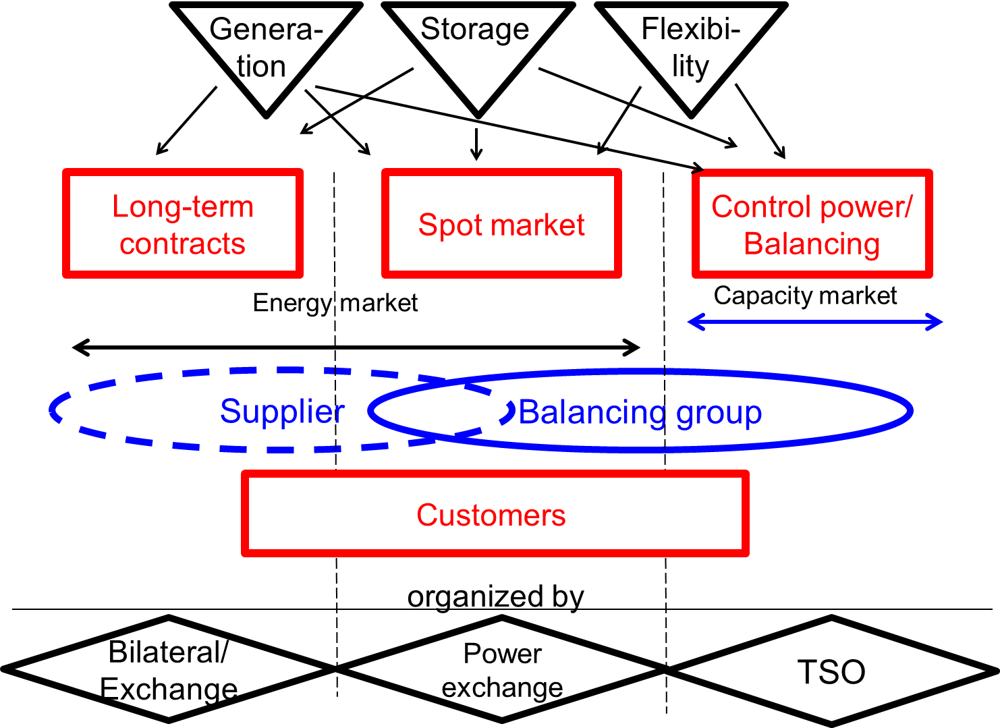 Genera-
tion
Storage
Flexibi-
lity
Long-term
contracts
Spot market
Control power/
Balancing
Energy market
Capacity market
Supplier
Balancing group
Customers
organized by
Bilateral/
Exchange
Power
exchange
TSO